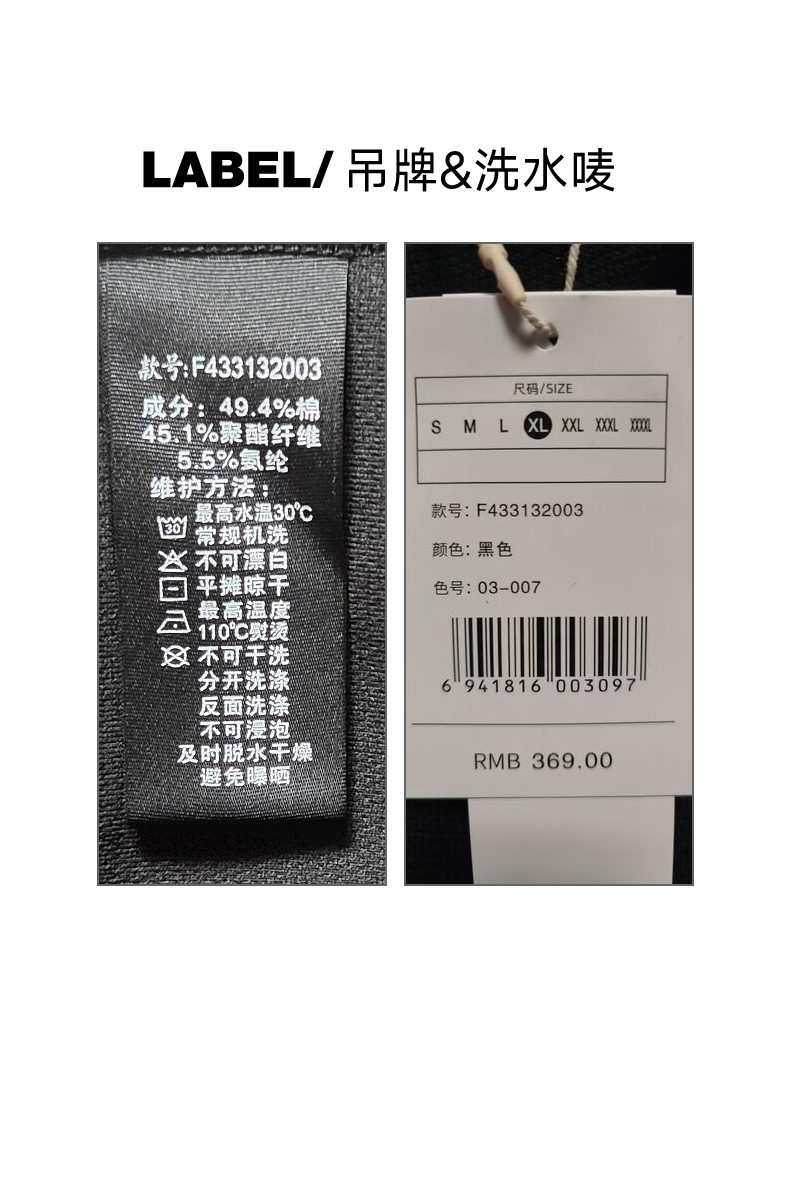 LABEL/ 吊牌&洗水唛
款号:F433132003
成分：49.4%棉
45.1%聚酯纤维
5.5%氨纶
维护方法：
最高水温30℃
30 常规机洗
不可漂白
平摊晾干
最高温度
110℃熨烫
不可干洗
分开洗涤
反面洗涤
不可浸泡
及时脱水干燥
避免曝晒
尺码/SIZE
S M L XL XXL XXXL XXXXL
款号: F433132003
颜色: 黑色
色号: 03-007
6 941816 003097
RMB 369.00